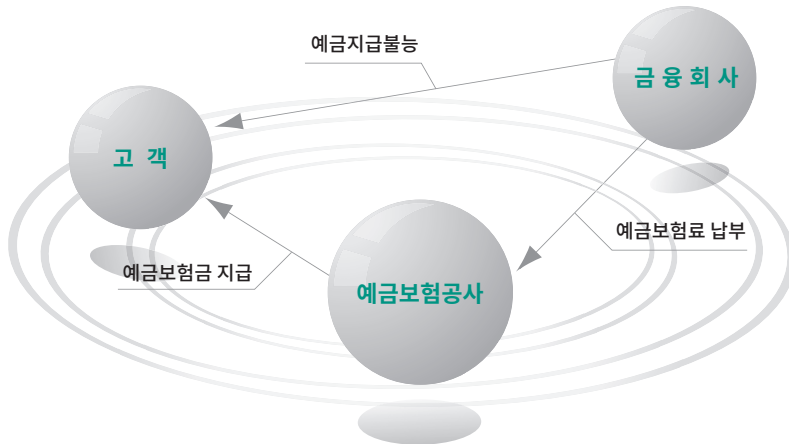 예금지급불능
금융회사
고 객
예금보험료 납부
예금보험금 지급
예금보험공사